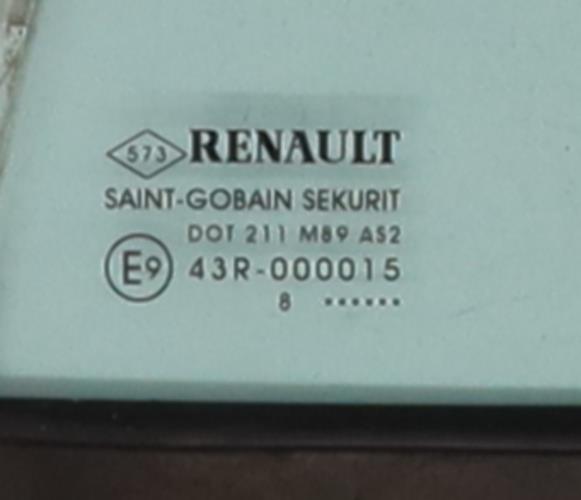 573 RENAULT
SAINT-GOBAIN SEKURIT
DOT 211 M89 AS2
E9 43R-000015
8 ••••••